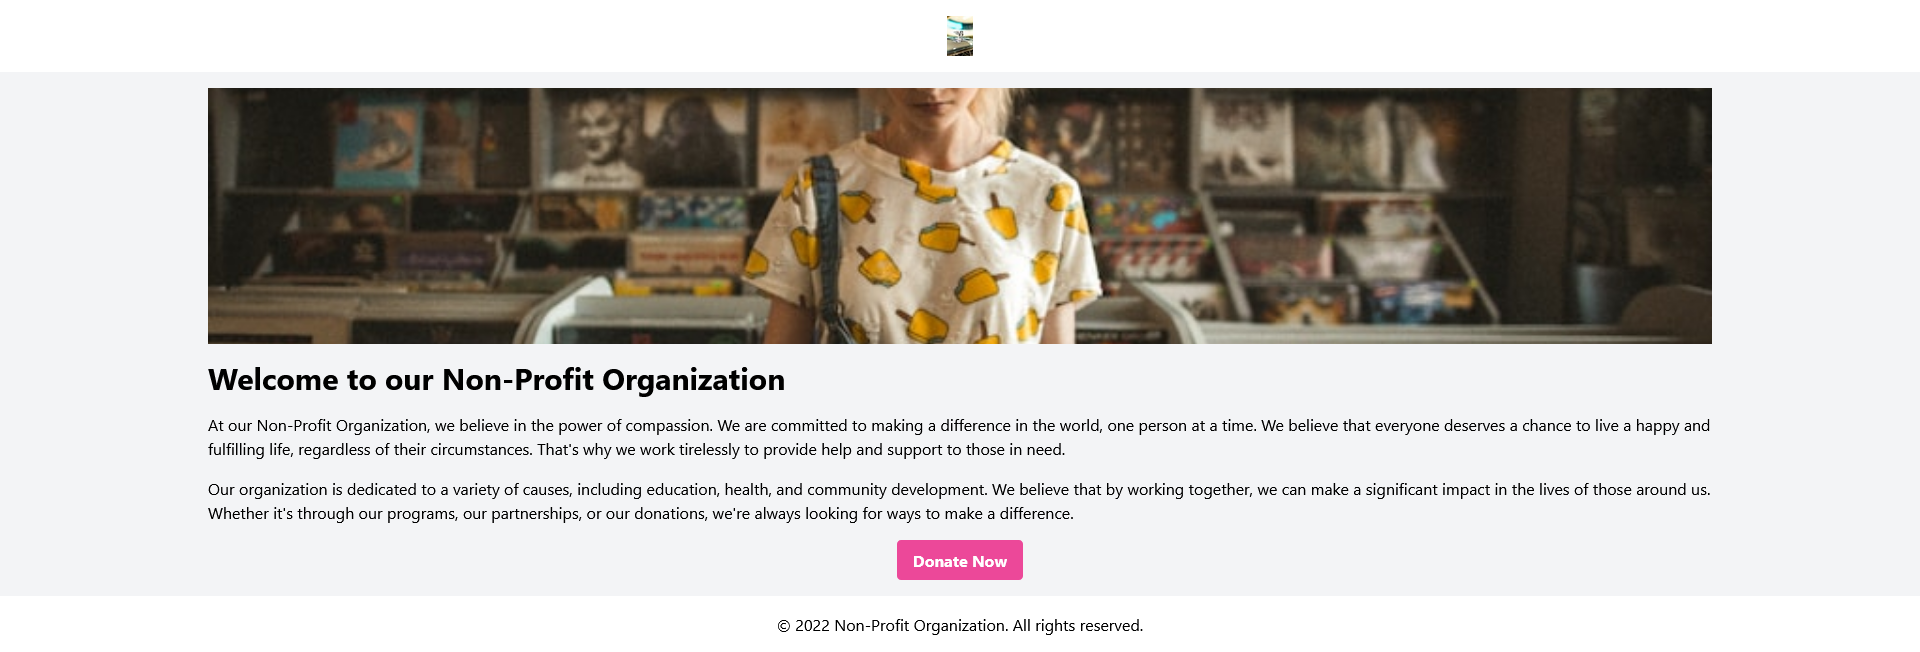 Welcome to our Non-Profit Organization
At our Non-Profit Organization, we believe in the power of compassion. We are committed to making a difference in the world, one person at a time. We believe that everyone deserves a chance to live a happy and
fulfilling life, regardless of their circumstances. That's why we work tirelessly to provide help and support to those in need.
Our organization is dedicated to a variety of causes, including education, health, and community development. We believe that by working together, we can make a significant impact in the lives of those around us.
Whether it's through our programs, our partnerships, or our donations, we're always looking for ways to make a difference.
Donate Now
© 2022 Non-Profit Organization. All rights reserved.